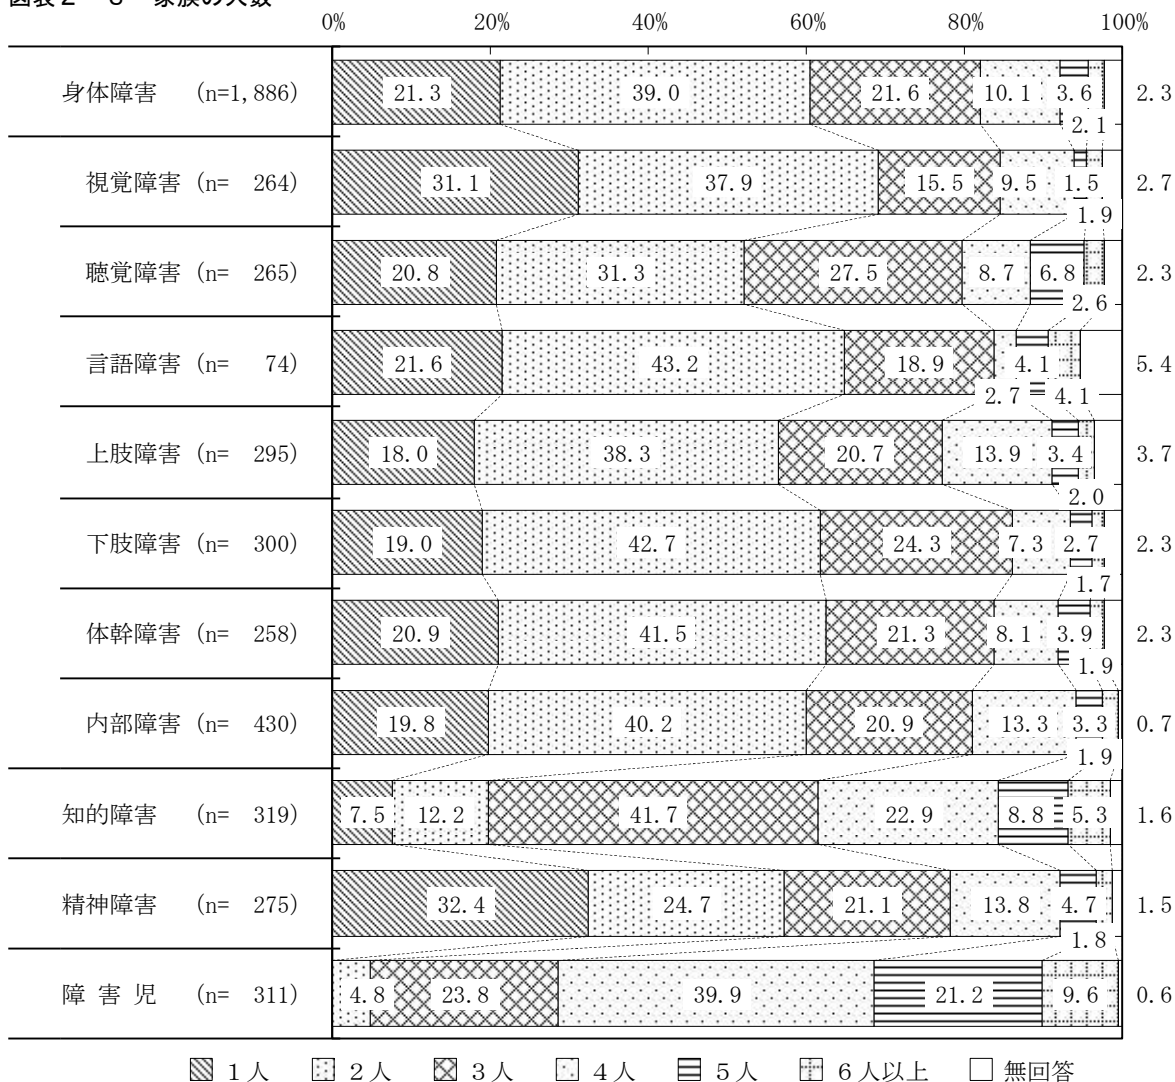 図表２－８ 家族の人数
0% 20% 40% 60% 80% 100%
身体障害 (n=1,886) 21.3 39.0 21.6 10.1 3.6 2.3
2.1
視覚障害 (n= 264) 31.1 37.9 15.5 9.5 1.5 2.7
1.9
聴覚障害 (n= 265) 20.8 31.3 27.5 8.7 6.8 2.3
2.6
言語障害 (n= 74) 21.6 43.2 18.9 4.1 5.4
2.7 4.1
上肢障害 (n= 295) 18.0 38.3 20.7 13.9 3.4 3.7
2.0
下肢障害 (n= 300) 19.0 42.7 24.3 7.3 2.7 2.3
1.7
体幹障害 (n= 258) 20.9 41.5 21.3 8.1 3.9 2.3
1.9
内部障害 (n= 430) 19.8 40.2 20.9 13.3 3.3 0.7
1.9
知的障害 (n= 319) 7.5 12.2 41.7 22.9 8.8 5.3 1.6
精神障害 (n= 275) 32.4 24.7 21.1 13.8 4.7 1.5
1.8
障 害 児 (n= 311) 4.8 23.8 39.9 21.2 9.6 0.6
１人 ２人 ３人 ４人 ５人 ６人以上 無回答